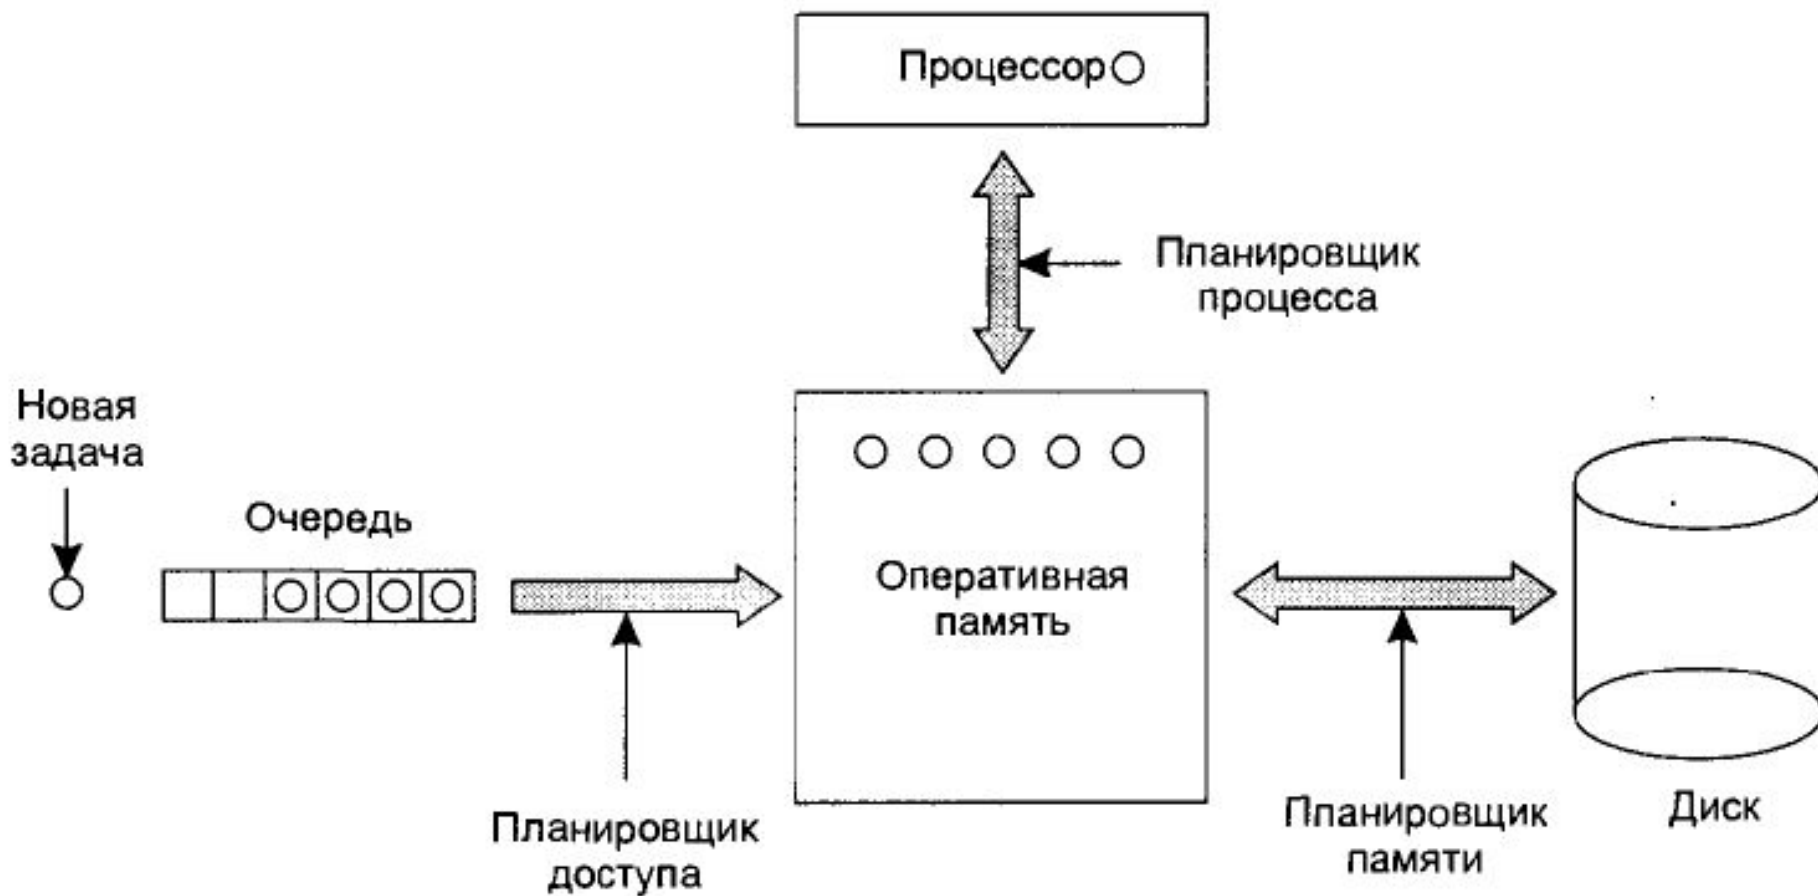 Процессор
Планировщик
процесса
Новая
задача
Очередь
Оперативная
память
Планировщик
доступа
Планировщик
памяти
Диск